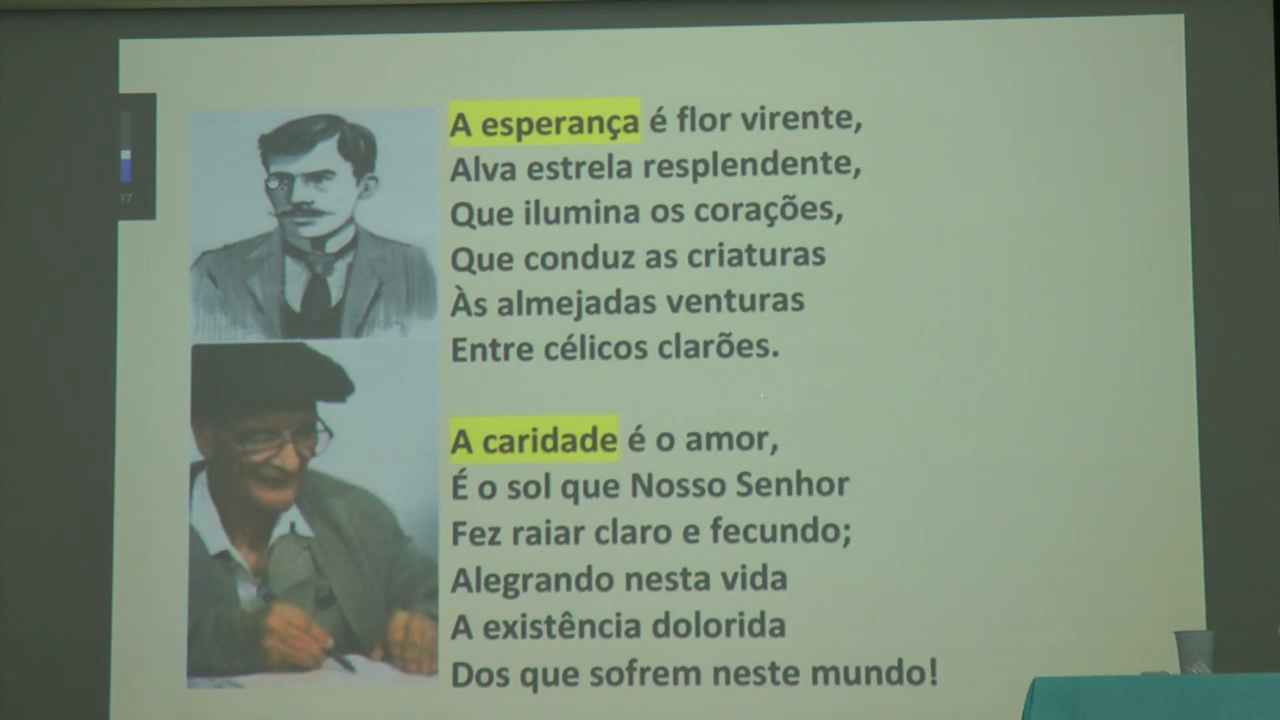 37
A esperança é flor virente,
Alva estrela resplendente,
Que ilumina os corações,
Que conduz as criaturas
Às almejadas venturas
Entre célicos clarões.
A caridade é o amor,
É o sol que Nosso Senhor
Fez raiar claro e fecundo;
Alegrando nesta vida
A existência dolorida
Dos que sofrem neste mundo!